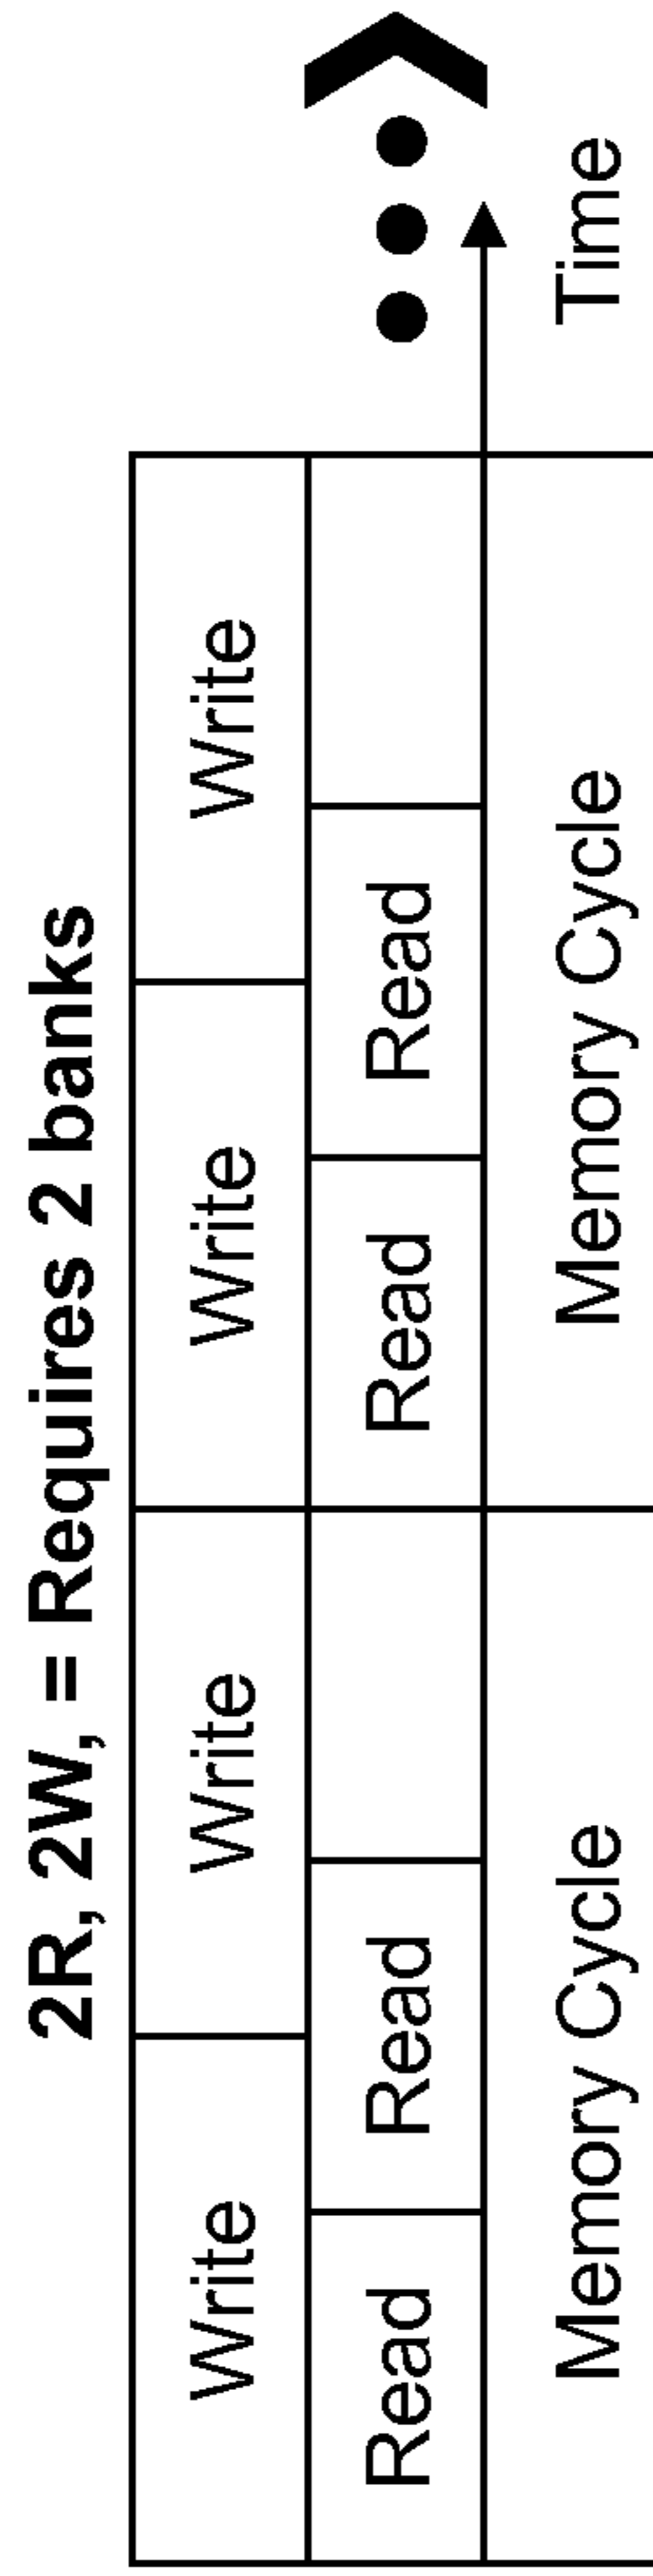 2R, 2W, = Requires 2 banks
Write Write Write Write
Read Read Read Read
Memory Cycle Memory Cycle Time